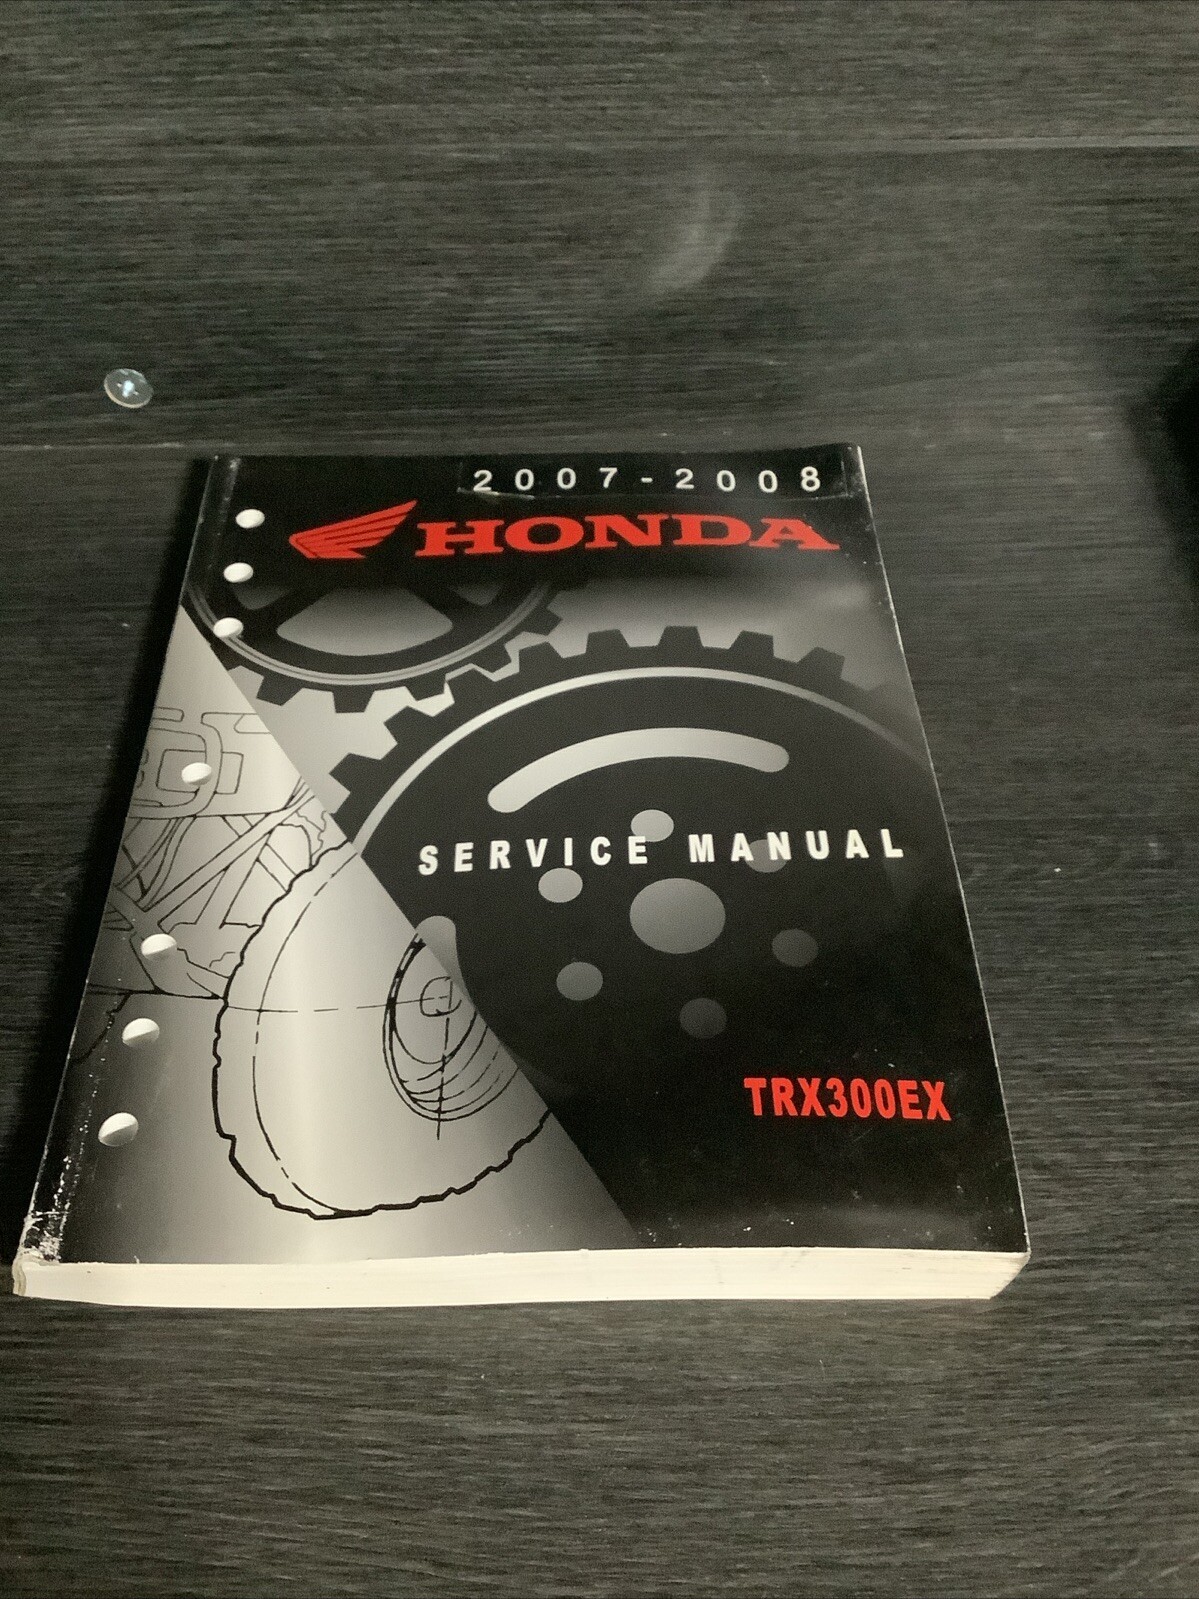 2007-2008
HONDA
SERVICE MANUAL
TRX300EX